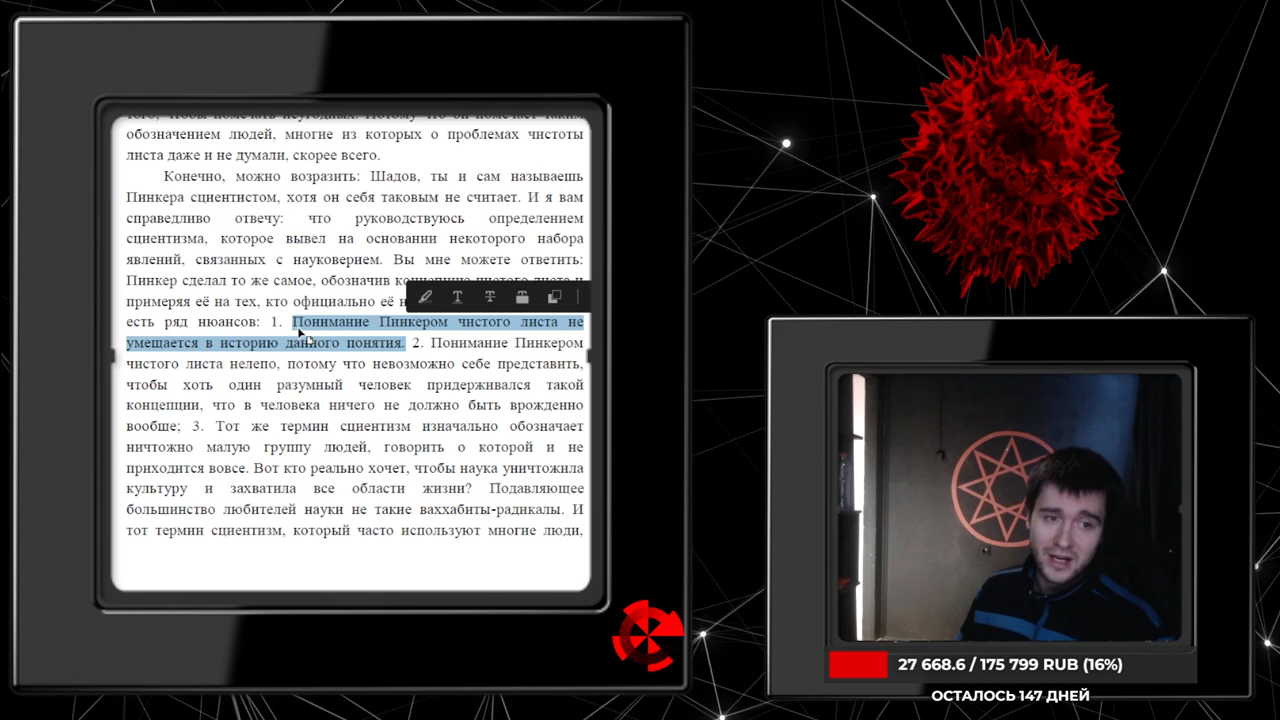 обозначением людей, многие из которых о проблемах чистоты
листа даже и не думали, скорее всего.
Конечно, можно возразить: Шадов, ты и сам называешь
Пинкера сциентистом, хотя он себя таковым не считает. И я вам
справедливо отвечу: что руководствуюсь определением
сциентизма, которое вывел на основании некоторого набора
явлений, связанных с науковерием. Вы мне можете ответить:
Пинкер сделал то же самое, обозначив концепцию чистого листа и
примеряя её на тех, кто официально её
есть ряд нюансов: 1. Понимание Пинкером чистого листа не
умещается в историю данного понятия. 2. Понимание Пинкером
чистого листа нелепо, потому что невозможно себе представить,
чтобы хоть один разумный человек придерживался такой
концепции, что в человека ничего не должно быть врожденно
вообще; 3. Тот же термин сциентизм изначально обозначает
ничтожно малую группу людей, говорить о которой и не
приходится вовсе. Вот кто реально хочет, чтобы наука уничтожила
культуру и захватила все области жизни? Подавляющее
большинство любителей науки не такие ваххабиты-радикалы. И
тот термин сциентизм, который часто используют многие люди,
27 668.6 / 175 799 RUB (16%)
ОСТАЛОСЬ 147 ДНЕЙ